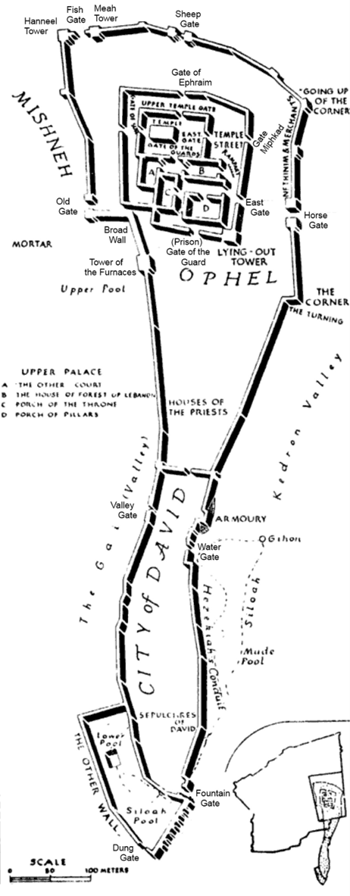 Fish Gate
Meah Tower
Sheep Gate
Hanneel Tower
MISHNEH
Gate of Ephraim
GOING UP OF THE CORNER
UPPER TEMPLE GATE
TEMPLE
EAST GATE
GATE OF THE GUARDS
TEMPLE STREET
RAMPART
Gate Miphkad
NETHINIM & MERCHANTS
A
B
C
D
Old Gate
East Gate
Horse Gate
Broad Wall
(Prison) Gate of the Guard
LYING-OUT TOWER
MORTAR
Tower of the Furnaces
OPHEL
Upper Pool
THE CORNER
THE TURNING
UPPER PALACE
A THE OTHER COURT
B THE HOUSE OF FOREST OF LEBANON
C PORCH OF THE THRONE
D PORCH OF PILLARS
HOUSES OF THE PRIESTS
Kedron Valley
The Gai (Valley)
Valley Gate
CITY of DAVID
ARMOURY
Water Gate
Gihon
Siloah
Hezekiah's Conduit
Made Pool
SEPULCHRES OF DAVID
Lower Pool
THE OTHER WALL
Siloah Pool
Fountain Gate
Dung Gate
SCALE
0 50 100 METERS